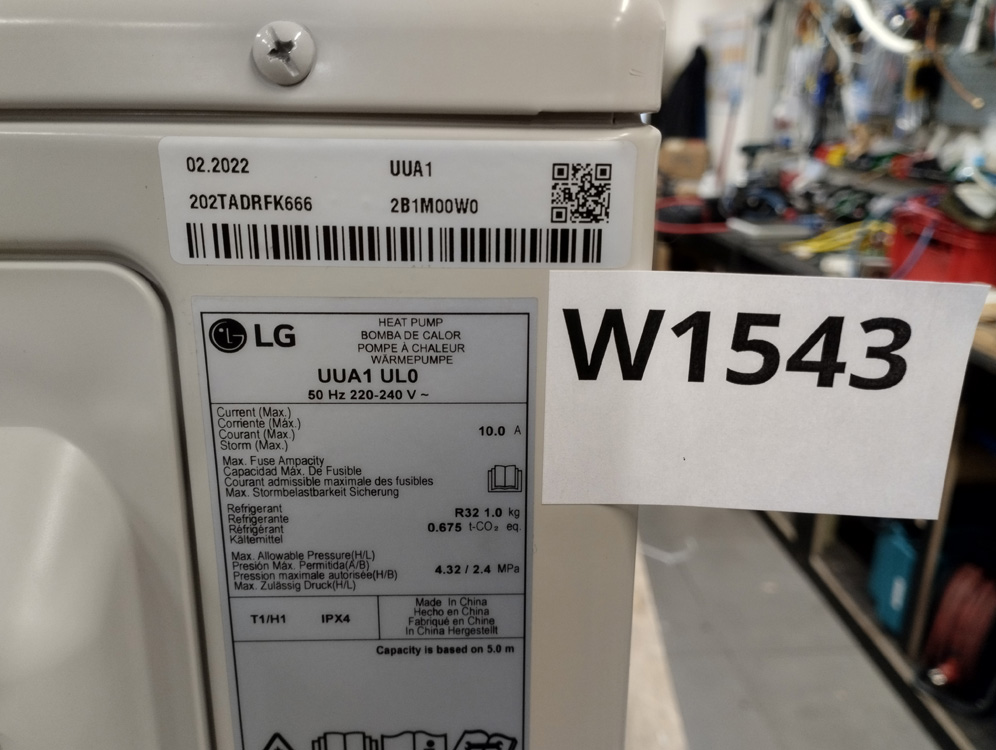 02.2022 UUA1
202TADRFK666 2B1M00W0
W1543
LG
HEAT PUMP
BOMBA DE CALOR
POMPE À CHALEUR
WÄRMEPUMPE
UUA1 UL0
50 Hz 220-240 V ~
Current (Max.)
Corriente (Máx.)
Courant (Max.)
Storm (Max.)
10.0 A
Max. Fuse Ampacity
Capacidad Máx. De Fusible
Courant admissible maximale des fusibles
Max. Stormbelastbarkeit Sicherung
Refrigerant
Refrigerante
Réfrigérant
Kältemittel
R32 1.0 kg
0.675 t-CO₂ eq.
Max. Allowable Pressure(H/L)
Presión Máx. Permitida(A/B)
Pression maximale autorisée(H/B)
Max. Zulässig Druck(H/L)
4.32 / 2.4 MPa
T1/H1 IPX4
Made In China
Hecho en China
Fabriqué en Chine
In China Hergestellt
Capacity is based on 5.0 m